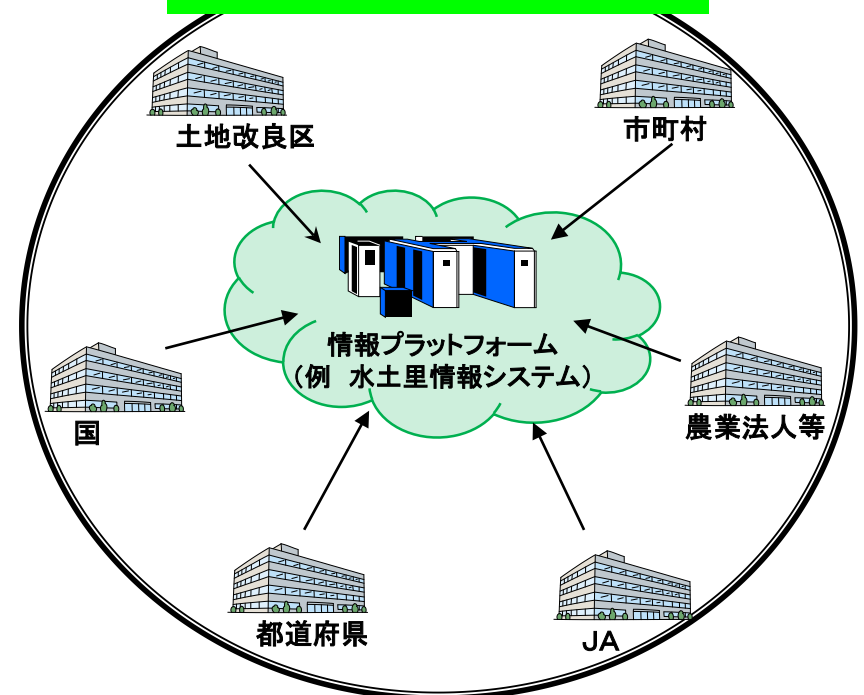 土地改良区
市町村
情報プラットフォーム
（例　水土里情報システム）
国
農業法人等
都道府県
ＪＡ